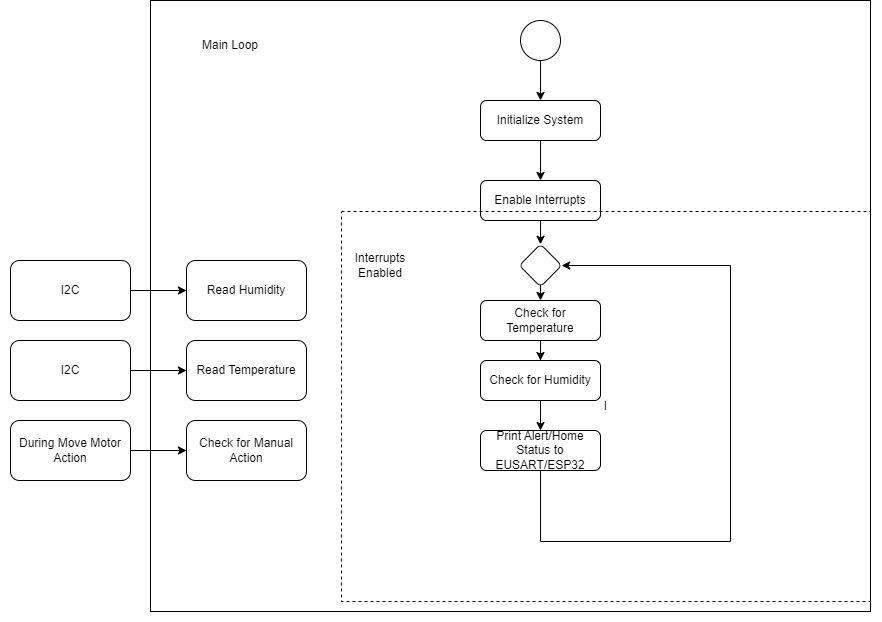 Main Loop
Initialize System
Enable Interrupts
Interrupts
Enabled
I2C
Read Humidity
Check for
Temperature
I2C
Read Temperature
Check for Humidity
I
During Move Motor
Action
Check for Manual
Action
Print Alert/Home
Status to
EUSART/ESP32